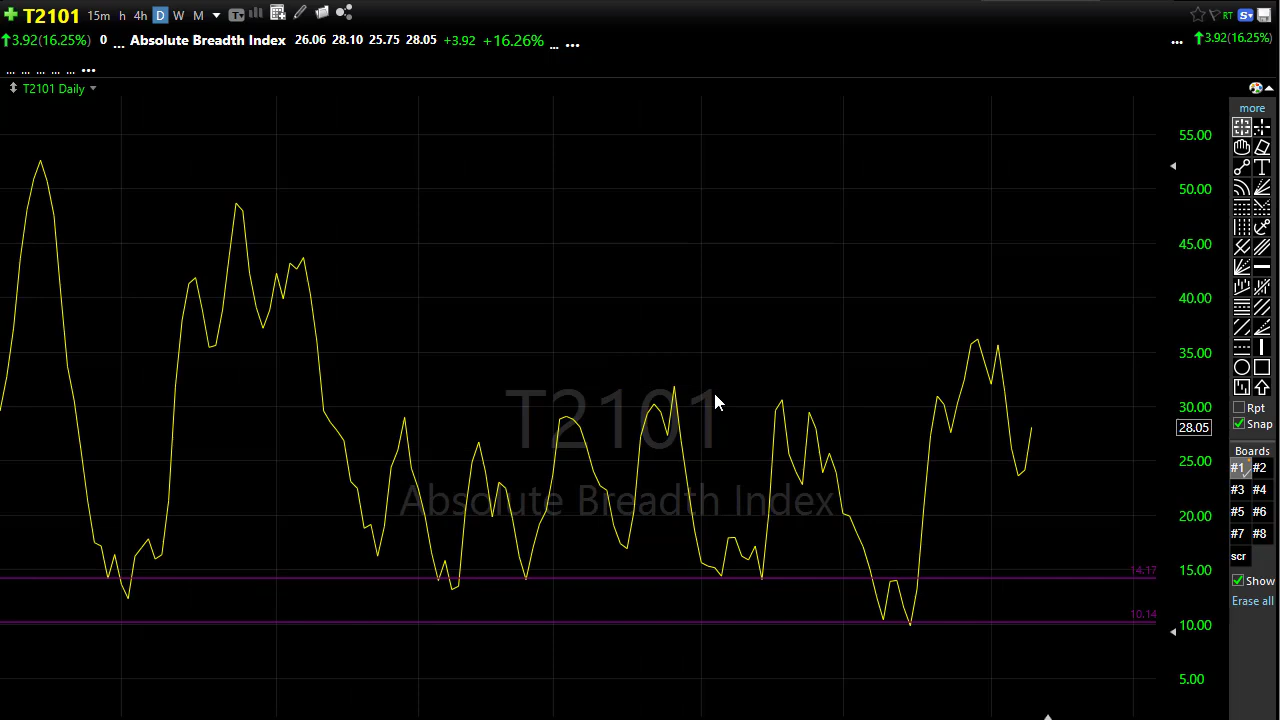 T2101 15m h 4h D W M T RT S
3.92(16.25%) 0 ... Absolute Breadth Index 26.06 28.10 25.75 28.05 +3.92 +16.26% ... ... ... 3.92(16.25%)
... ... ... ... ... ...
T2101 Daily
more
55.00
T
50.00
45.00
40.00
35.00
T2101
30.00
Rpt
28.05
Snap
Boards
25.00
#1 #2
#3 #4
Absolute Breadth Index
20.00
#5 #6
#7 #8
scr
14.17
15.00
Show
Erase all
10.14
10.00
5.00